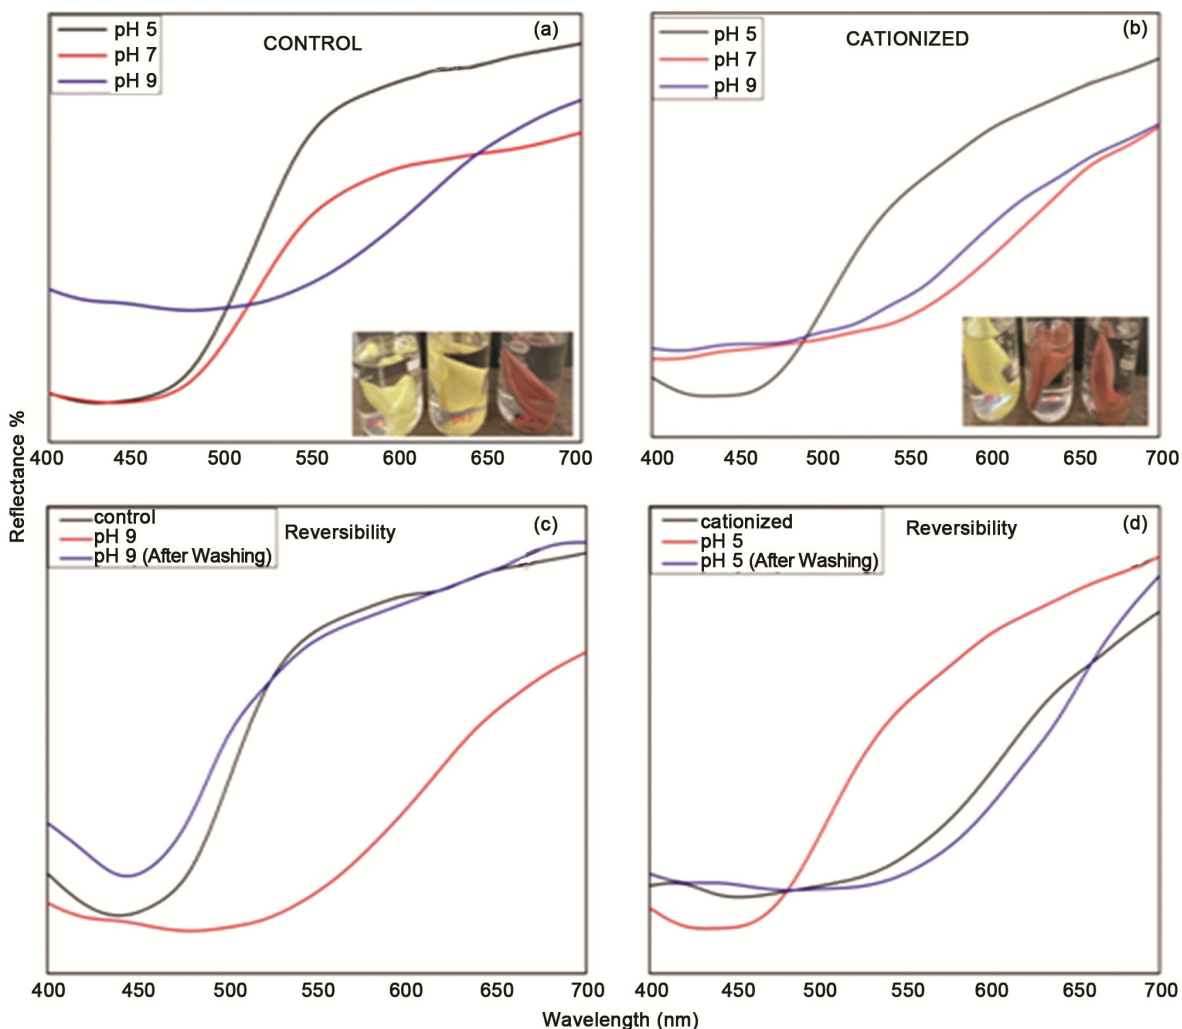 (a)
CONTROL
pH 5
pH 7
pH 9
400 450 500 550 600 650 700
(b)
CATIONIZED
pH 5
pH 7
pH 9
400 450 500 550 600 650 700
Reflectance %
(c)
Reversibility
control
pH 9
pH 9 (After Washing)
400 450 500 550 600 650 700
(d)
Reversibility
cationized
pH 5
pH 5 (After Washing)
400 450 500 550 600 650 700
Wavelength (nm)